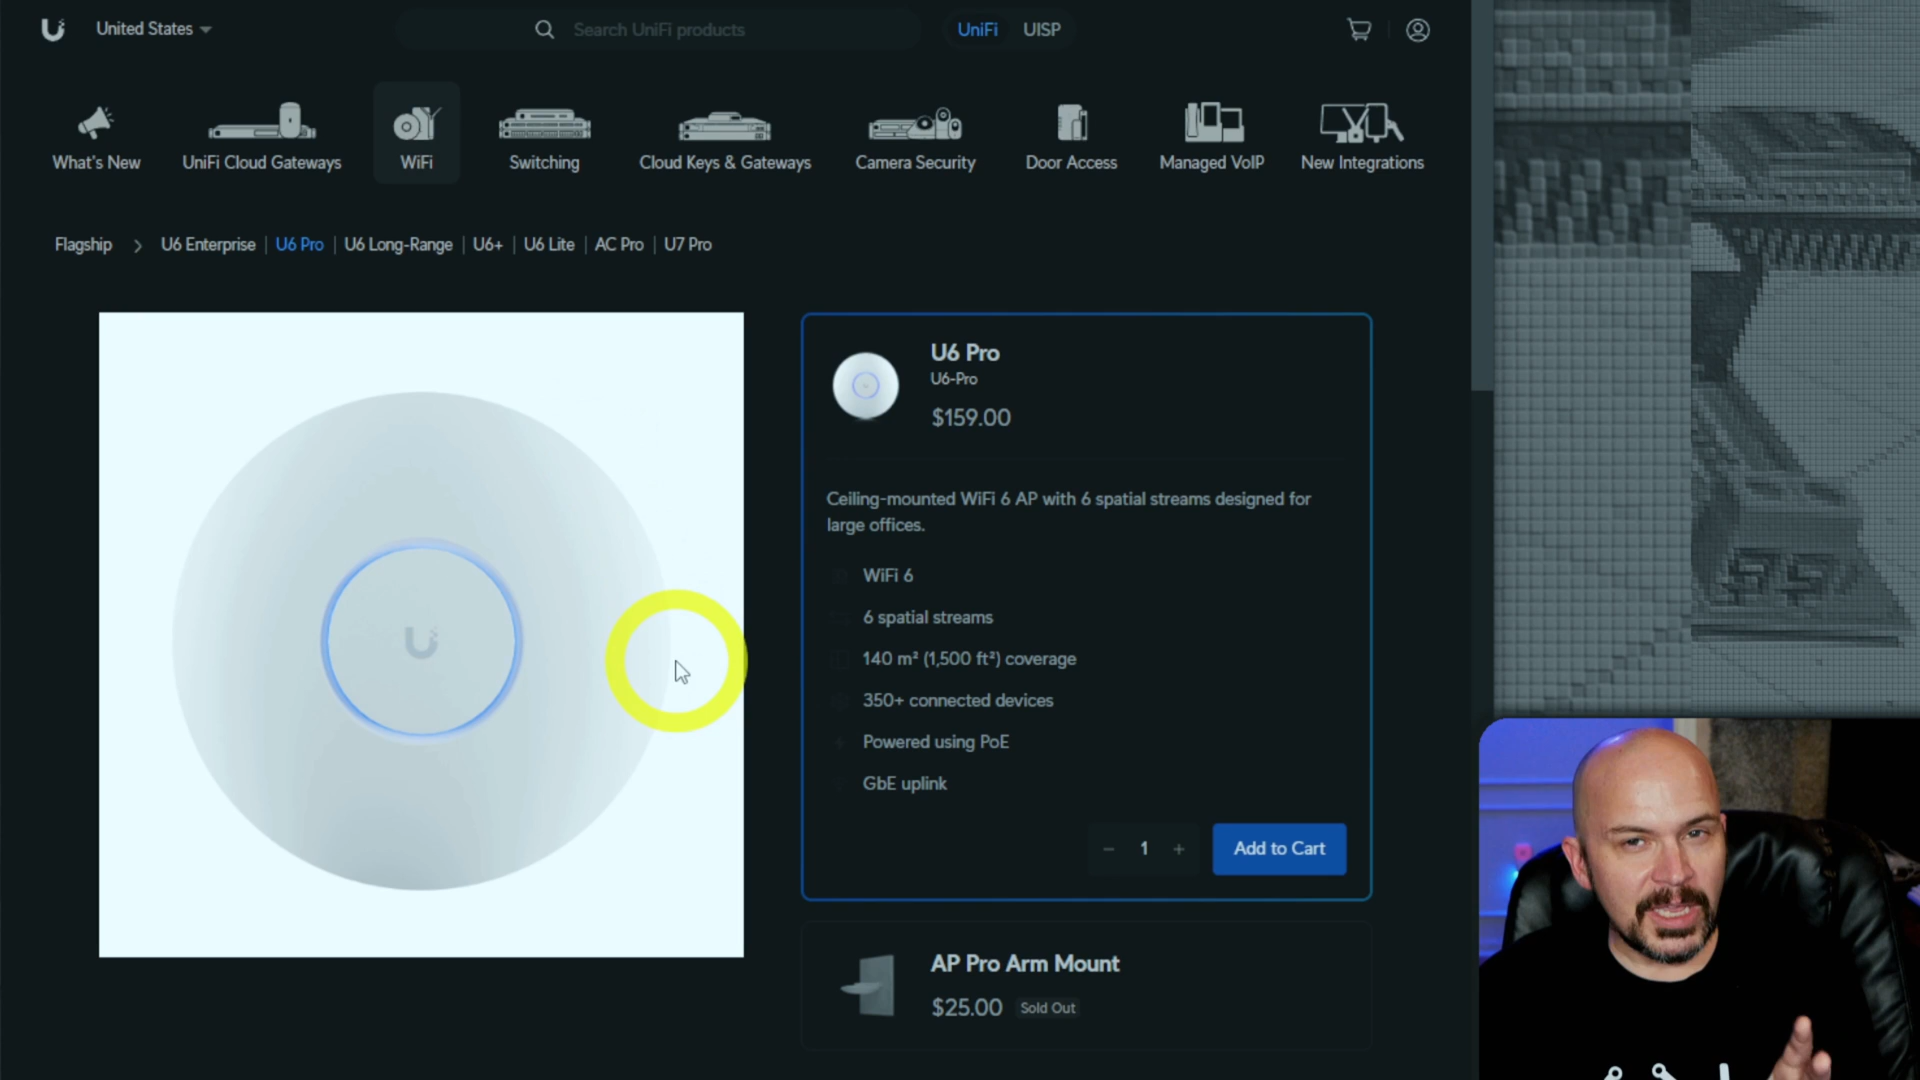 United States
Search UniFi products
UniFi
UISP
What's New
UniFi Cloud Gateways
WiFi
Switching
Cloud Keys & Gateways
Camera Security
Door Access
Managed VoIP
New Integrations
Flagship > U6 Enterprise | U6 Pro | U6 Long-Range | U6+ | U6 Lite | AC Pro | U7 Pro
U6 Pro
U6-Pro
$159.00
Ceiling-mounted WiFi 6 AP with 6 spatial streams designed for
large offices.
WiFi 6
6 spatial streams
140 m² (1,500 ft²) coverage
350+ connected devices
Powered using PoE
GbE uplink
− 1 +
Add to Cart
AP Pro Arm Mount
$25.00 Sold Out